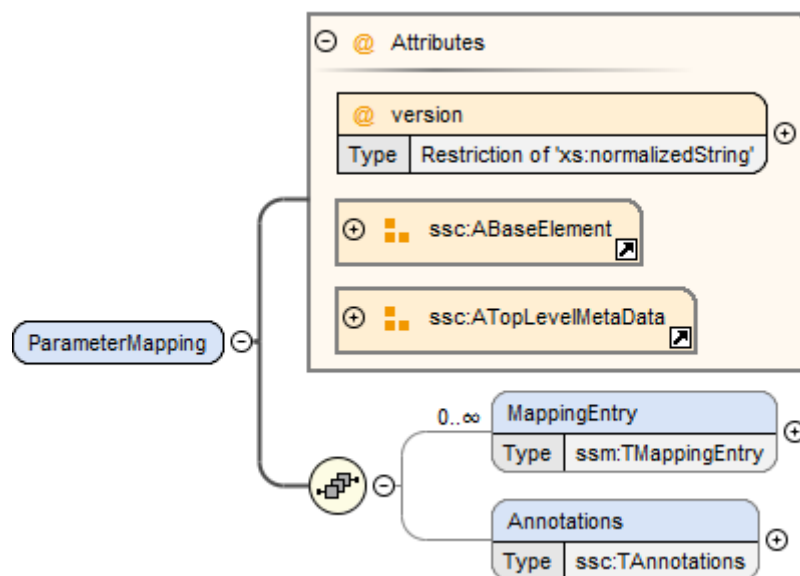 @ Attributes
@ version
Type Restriction of 'xs:normalizedString'
ssc:ABaseElement
ssc:ATopLevelMetaData
ParameterMapping
0..∞
MappingEntry
Type ssm:TMappingEntry
Annotations
Type ssc:TAnnotations